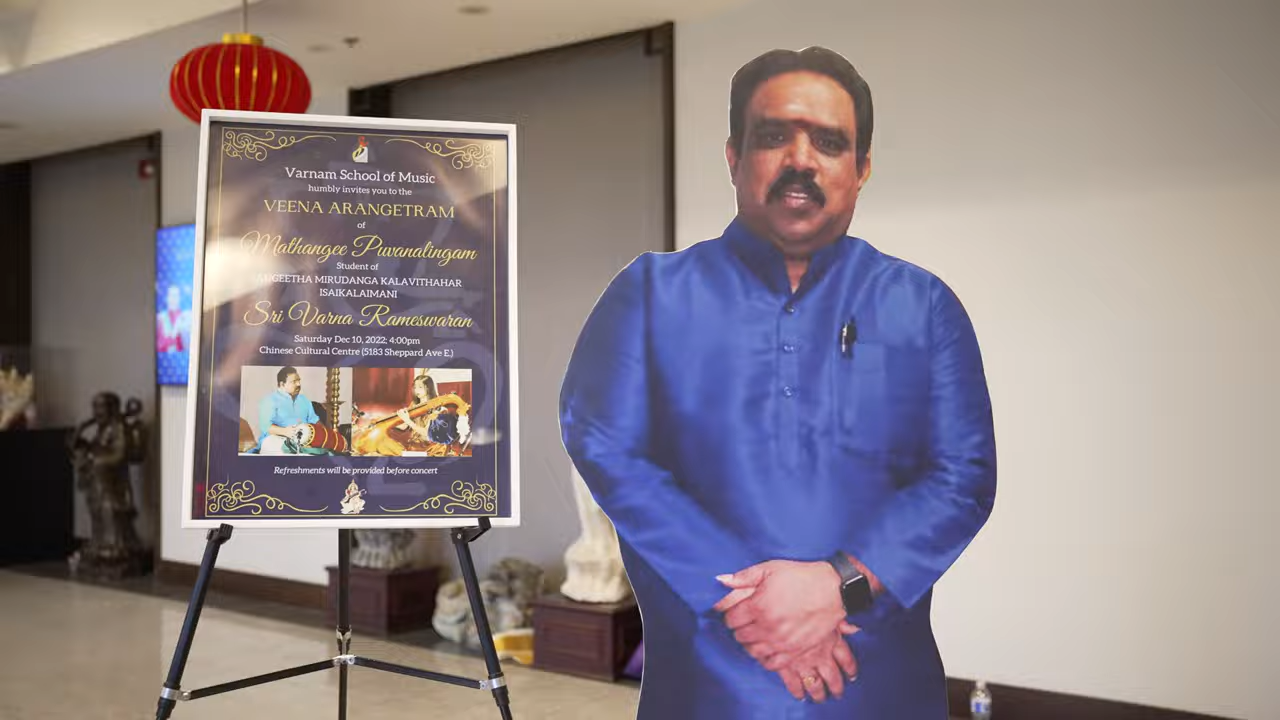 Varnam School of Music
humbly invites you to the
VEENA ARANGETRAM
of
Mathangee Puvanalingam
Student of
MIRUDANGA KALAVITHAHAR
ISAIKALAIMANI
Sri Varna Rameswaran
Saturday Dec 10, 2022; 4:00pm
Chinese Cultural Centre (5183 Sheppard Ave E.)
Refreshments will be provided before concert